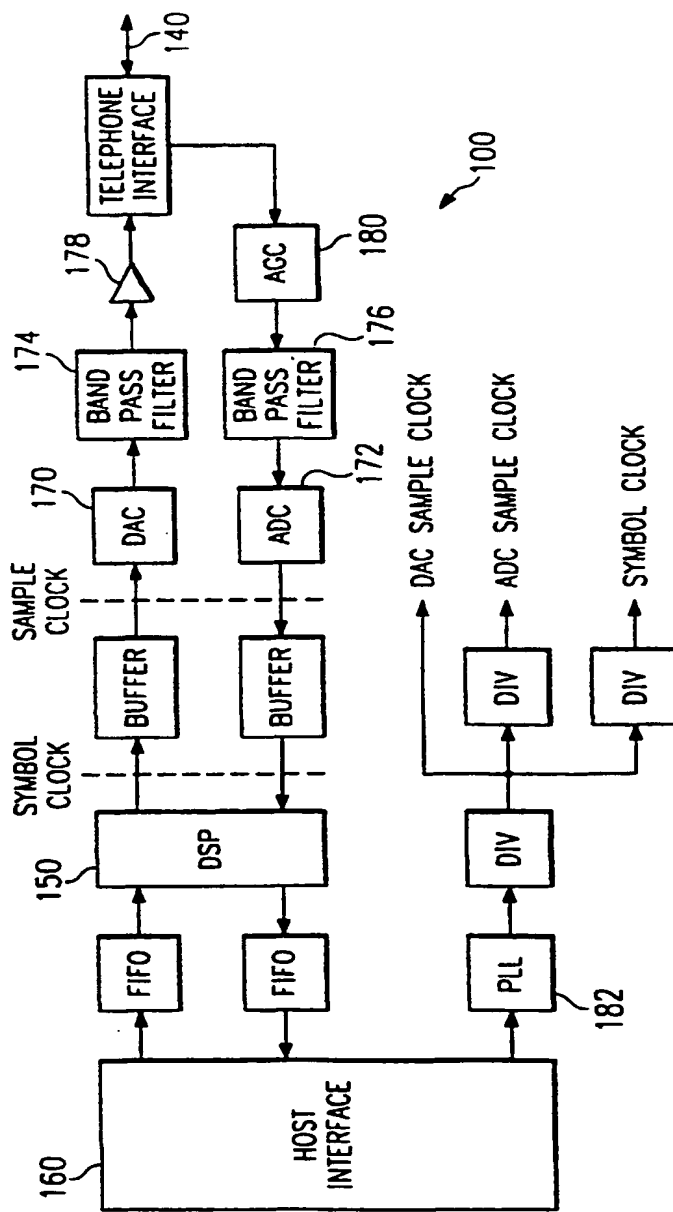 140
TELEPHONE
INTERFACE
178
174
BAND
PASS
FILTER
170
DAC
SAMPLE
CLOCK
BUFFER
SYMBOL
CLOCK
150
DSP
FIFO
160
HOST
INTERFACE
100
180
AGC
176
BAND
PASS
FILTER
172
ADC
BUFFER
FIFO
DAC SAMPLE CLOCK
ADC SAMPLE CLOCK
SYMBOL CLOCK
DIV
DIV
DIV
PLL
182